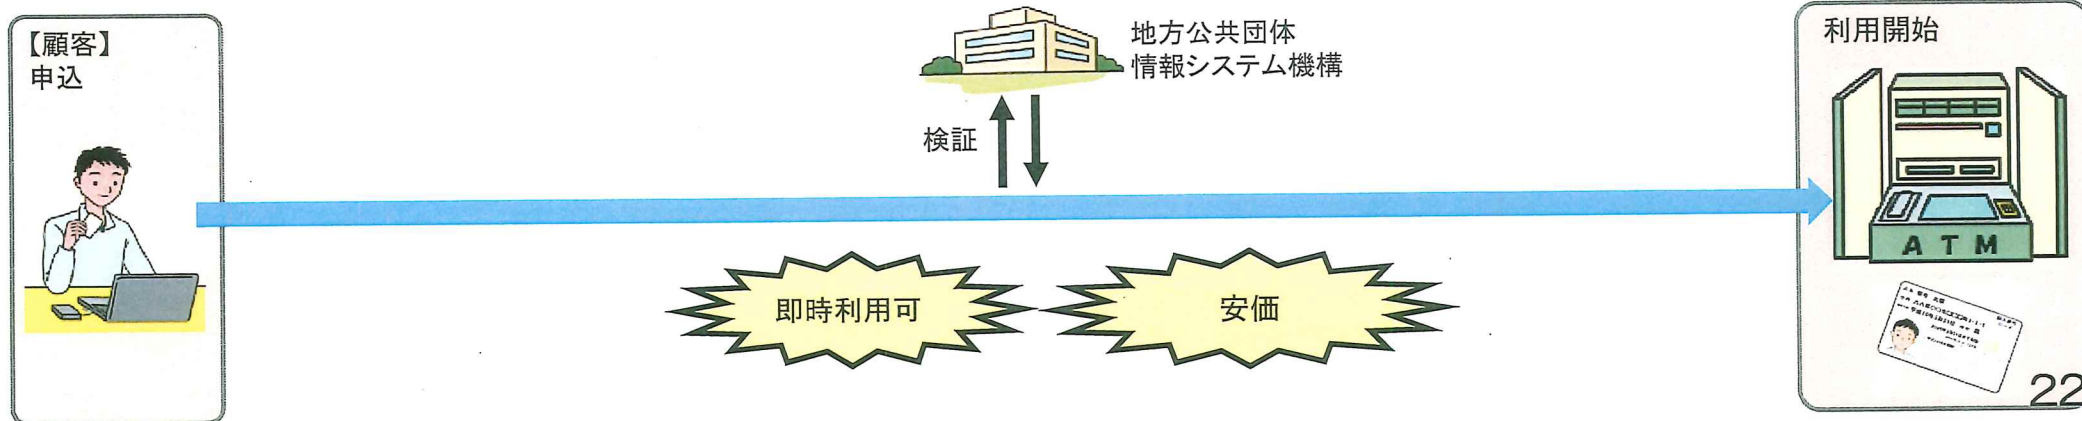 【顧客】
申込
地方公共団体
情報システム機構
検証
即時利用可
安価
利用開始
ATM
22